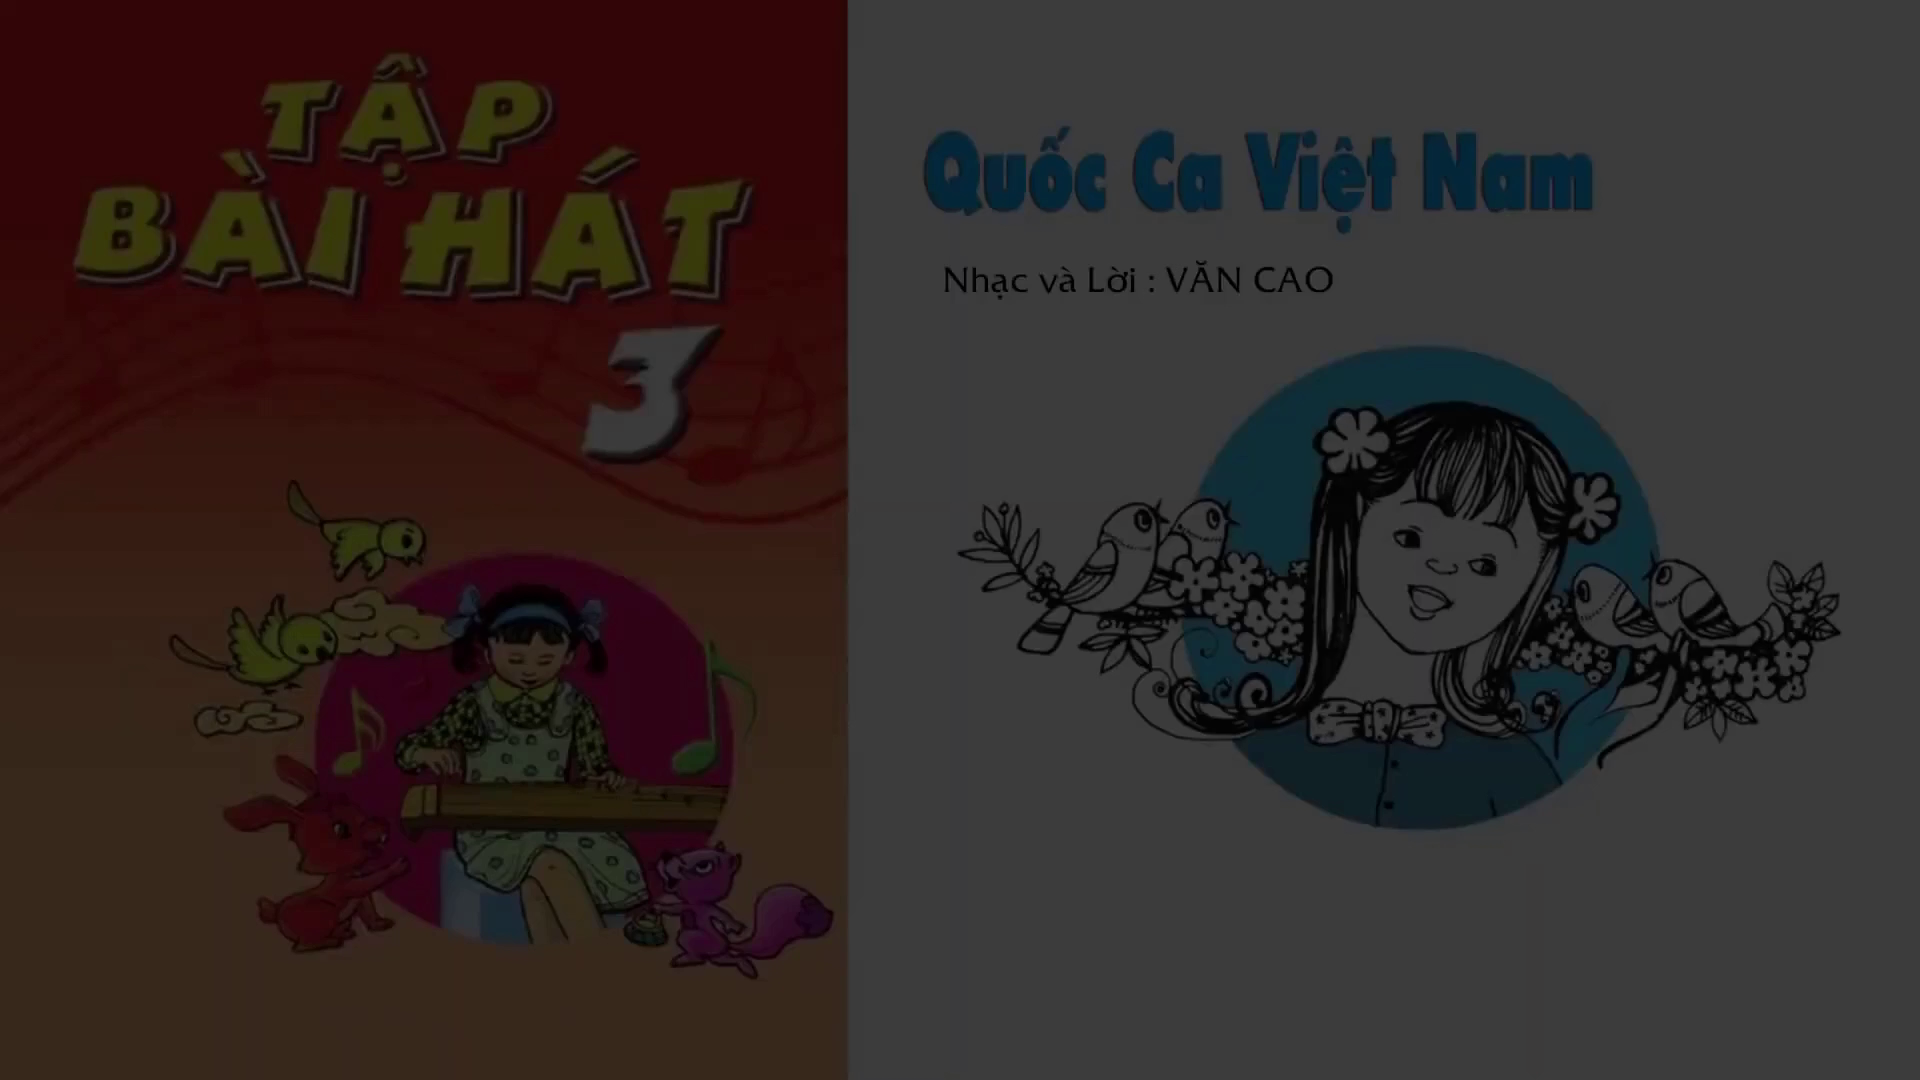 TẬP
BÀI HÁT
3
Quốc Ca Việt Nam
Nhạc và Lời : VĂN CAO